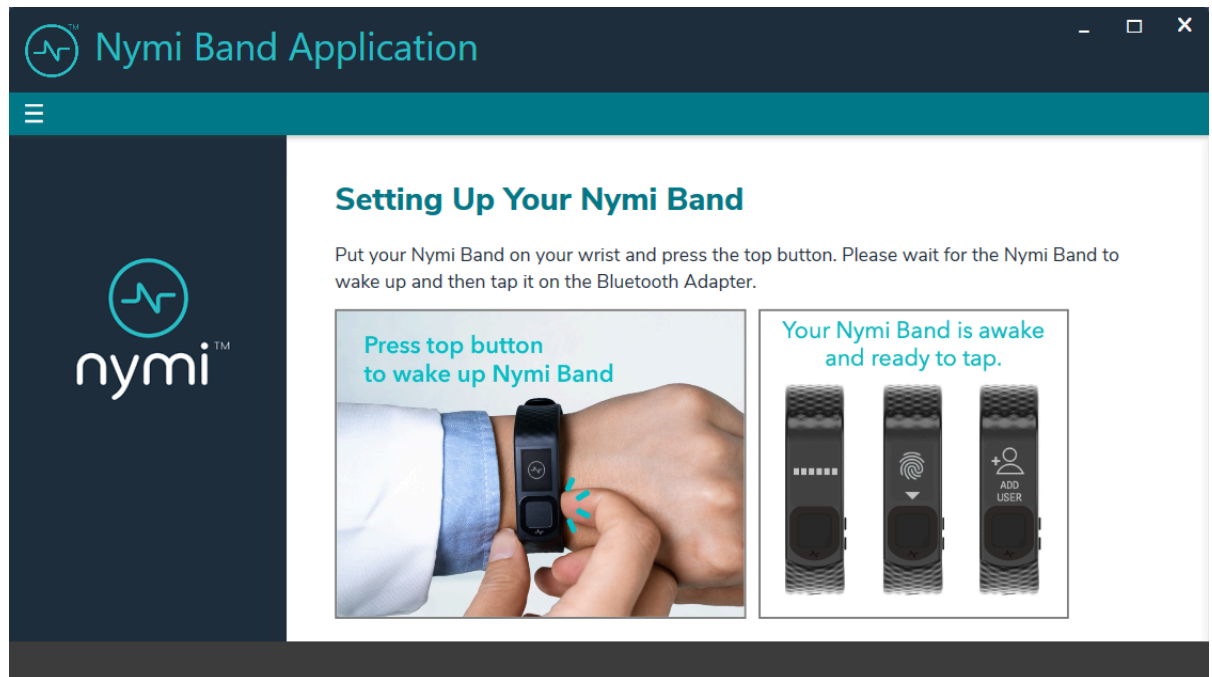 Nymi Band Application
TM
Setting Up Your Nymi Band
Put your Nymi Band on your wrist and press the top button. Please wait for the Nymi Band to
wake up and then tap it on the Bluetooth Adapter.
Press top button
to wake up Nymi Band
Your Nymi Band is awake
and ready to tap.
ADD
USER
nymi™